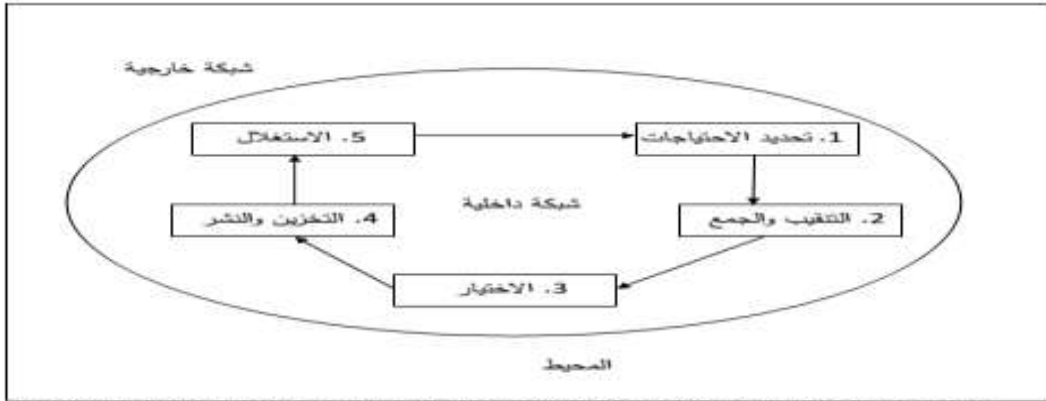 شبكة خارجية
1. تحديد الاحتياجات
5. الاستغلال
شبكة داخلية
2. التنقيب والجمع
4. التخزين والنشر
3. الاختيار
المحيط